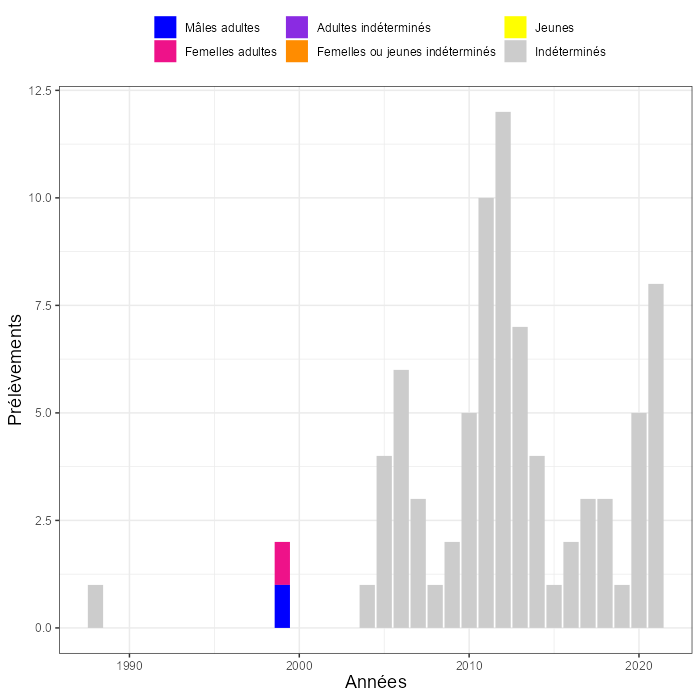 Mâles adultes Adultes indéterminés Jeunes
Femelles adultes Femelles ou jeunes indéterminés Indéterminés
12.5
10.0
7.5
5.0
2.5
0.0
Prélèvements
1990 2000 2010 2020
Années